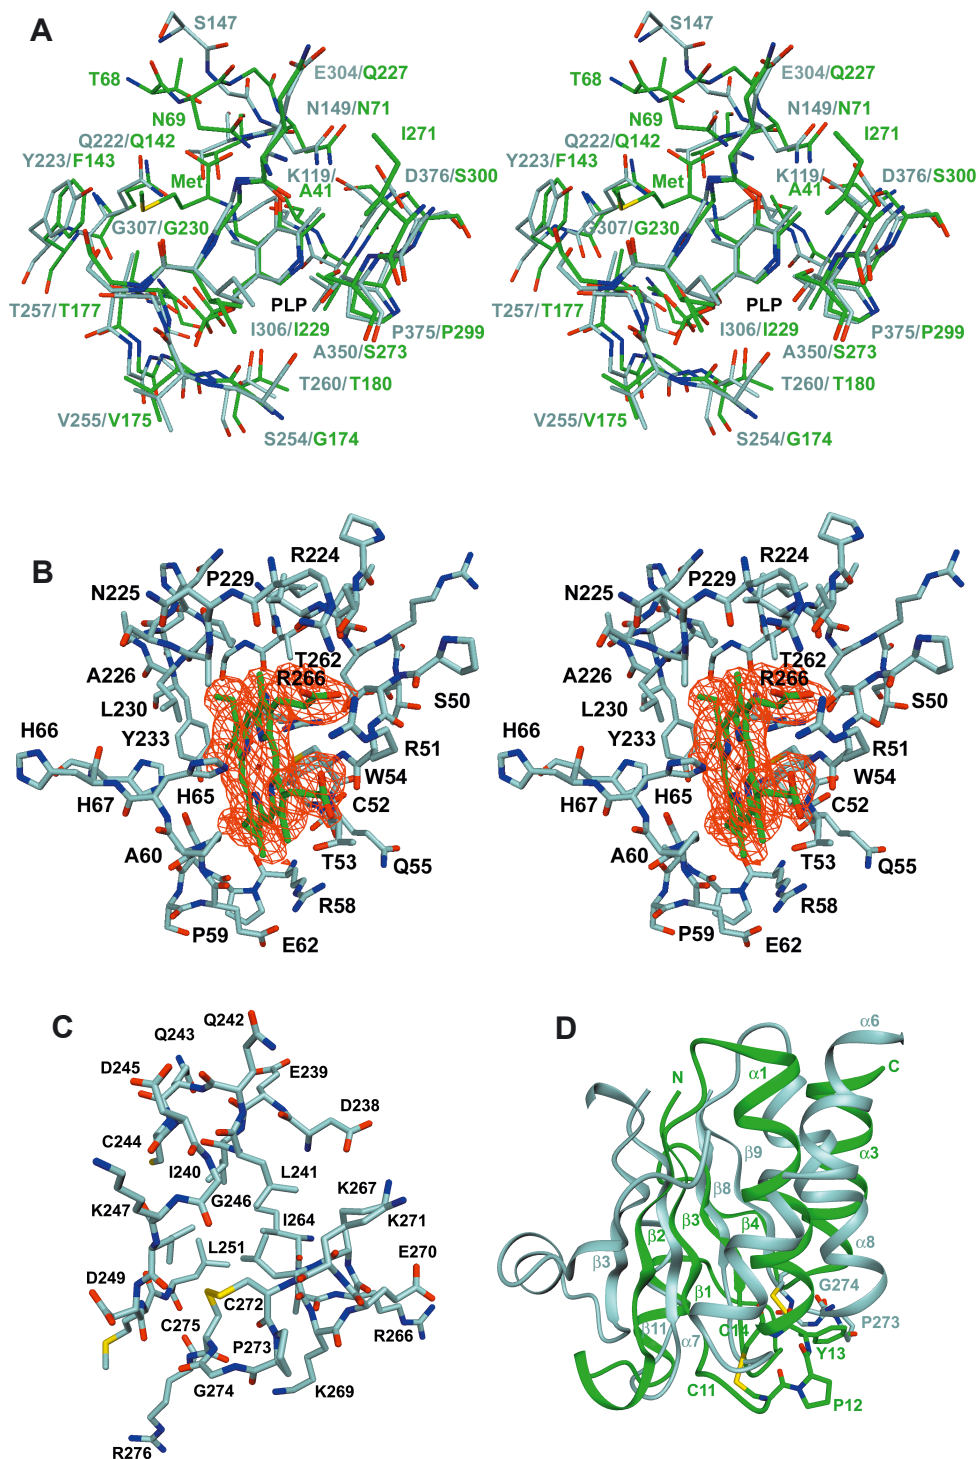 A
S147
E304/Q227
T68
N149/N71
N69
I271
Q222/Q142
Y223/F143
Met
K119/
A41
D376/S300
G307/G230
T257/T177
PLP
I306/I229
P375/P299
A350/S273
T260/T180
V255/V175
S254/G174
S147
E304/Q227
T68
N149/N71
N69
I271
Q222/Q142
Y223/F143
Met
K119/
A41
D376/S300
G307/G230
T257/T177
PLP
I306/I229
P375/P299
A350/S273
T260/T180
V255/V175
S254/G174
B
R224
P229
N225
T262
A226
R266
S50
L230
Y233
H66
R51
W54
H67
H65
C52
A60
T53
Q55
R58
P59
E62
R224
P229
N225
T262
A226
R266
S50
L230
Y233
H66
R51
W54
H67
H65
C52
A60
T53
Q55
R58
P59
E62
C
Q242
Q243
D245
E239
D238
C244
I240
L241
K247
G246
K267
I264
K271
L251
E270
D249
C272
C275
R266
P273
G274
K269
R276
D
α6
N
α1
C
β9
α3
β8
β3
β4
β2
β3
α8
G274
β1
P273
β11
C14
α7
Y13
C11
P12